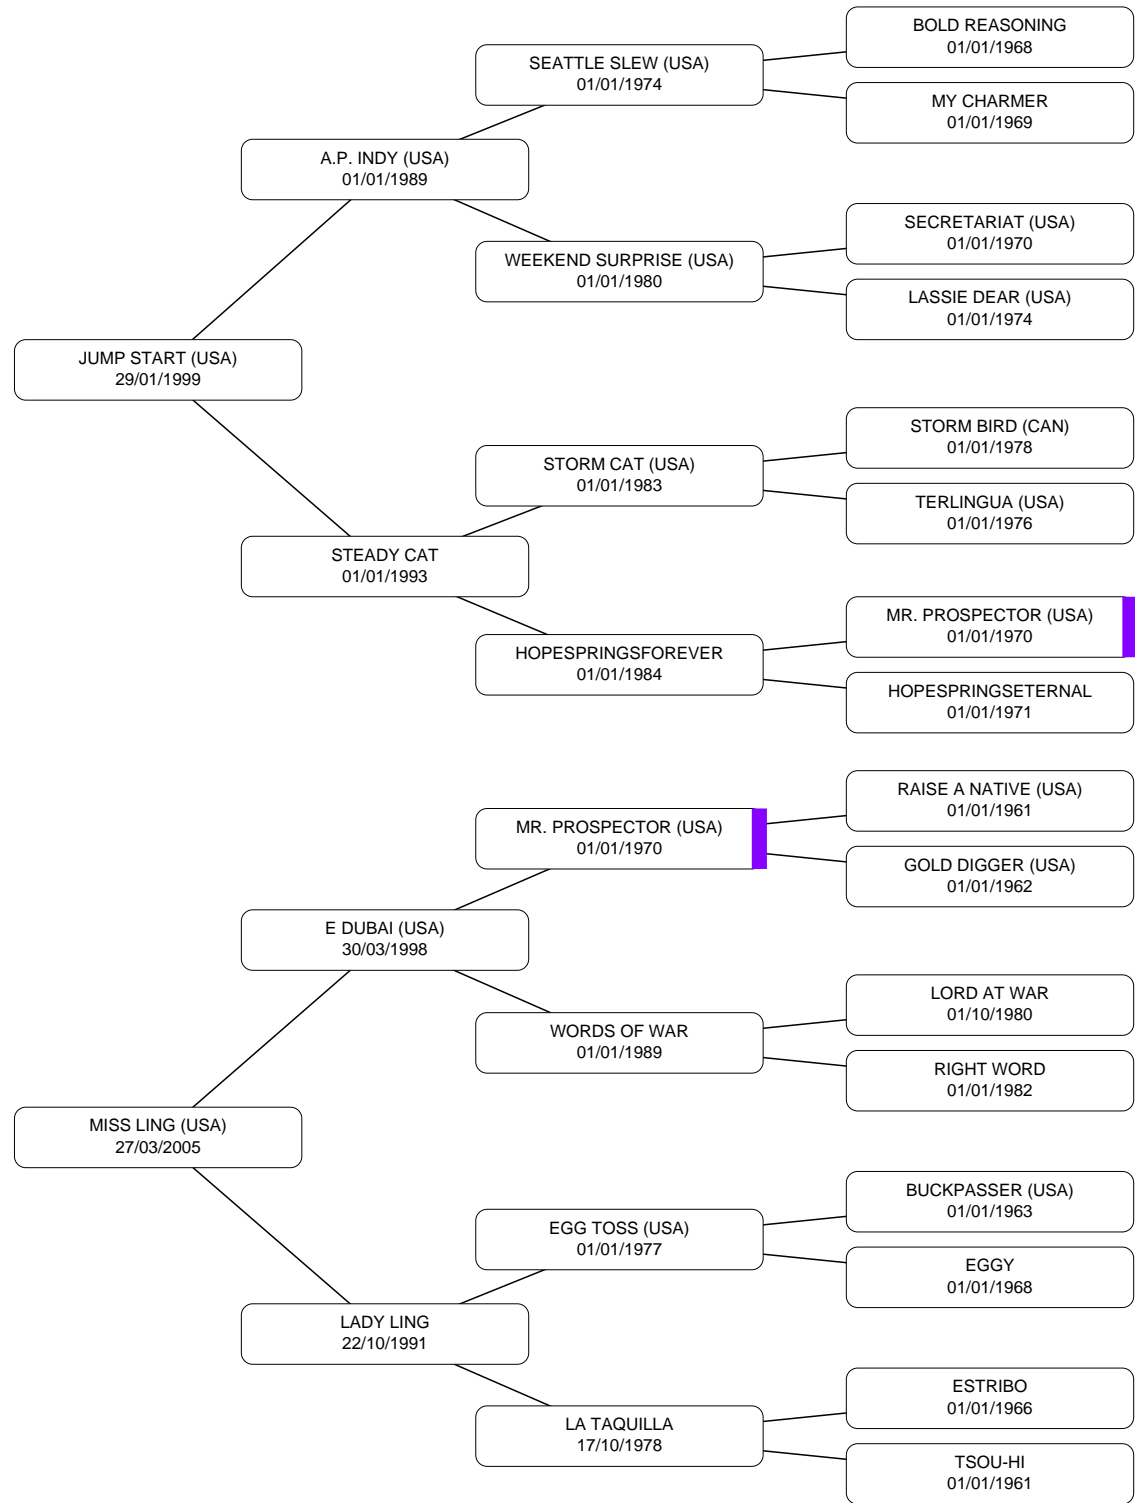 BOLD REASONING
01/01/1968
SEATTLE SLEW (USA)
01/01/1974
MY CHARMER
01/01/1969
A.P. INDY (USA)
01/01/1989
SECRETARIAT (USA)
01/01/1970
WEEKEND SURPRISE (USA)
01/01/1980
LASSIE DEAR (USA)
01/01/1974
JUMP START (USA)
29/01/1999
STORM BIRD (CAN)
01/01/1978
STORM CAT (USA)
01/01/1983
TERLINGUA (USA)
01/01/1976
STEADY CAT
01/01/1993
MR. PROSPECTOR (USA)
01/01/1970
HOPESPRINGSFOREVER
01/01/1984
HOPESPRINGSETERNAL
01/01/1971
RAISE A NATIVE (USA)
01/01/1961
MR. PROSPECTOR (USA)
01/01/1970
GOLD DIGGER (USA)
01/01/1962
E DUBAI (USA)
30/03/1998
LORD AT WAR
01/10/1980
WORDS OF WAR
01/01/1989
RIGHT WORD
01/01/1982
MISS LING (USA)
27/03/2005
BUCKPASSER (USA)
01/01/1963
EGG TOSS (USA)
01/01/1977
EGGY
01/01/1968
LADY LING
22/10/1991
ESTRIBO
01/01/1966
LA TAQUILLA
17/10/1978
TSOU-HI
01/01/1961